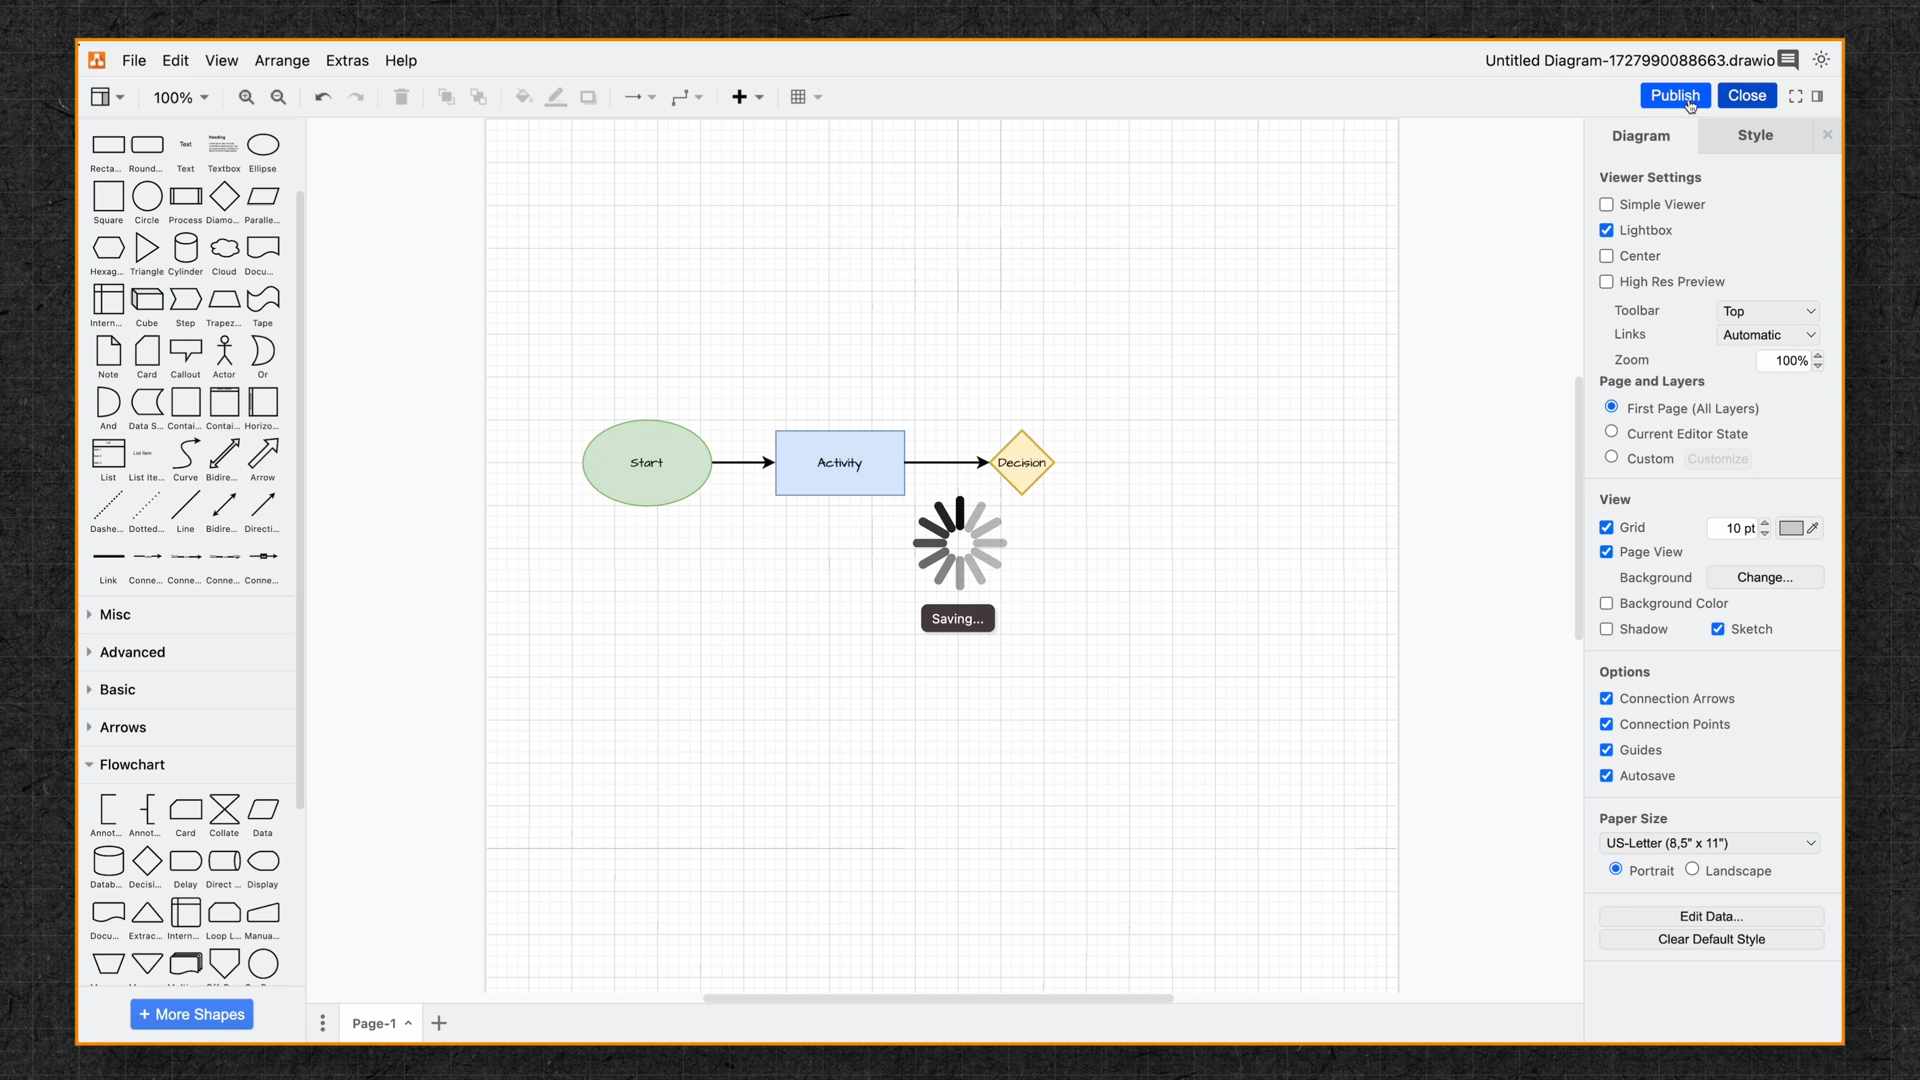 File Edit View Arrange Extras Help
Untitled Diagram-1727990088663.drawio
100%
Publish Close
Recta... Round... Text Textbox Ellipse
Text
Heading
Square Circle Process Diamo... Paralle...
Hexag... Triangle Cylinder Cloud Docu...
Intern... Cube Step Trapez... Tape
Note Card Callout Actor Or
And Data S... Contai... Contai... Horizo...
List Item
List List Ite... Curve Bidire... Arrow
Dashe... Dotted... Line Bidire... Directi...
Link Conne... Conne... Conne... Conne...
Misc
Advanced
Basic
Arrows
Flowchart
Annot... Annot... Card Collate Data
Datab... Decisi... Delay Direct ... Display
Docu... Extrac... Intern... Loop L... Manua...
+ More Shapes
Start
Activity
Decision
Saving...
Page-1
Diagram Style
Viewer Settings
Simple Viewer
Lightbox
Center
High Res Preview
Toolbar Top
Links Automatic
Zoom 100%
Page and Layers
First Page (All Layers)
Current Editor State
Custom Customize
View
Grid 10 pt
Page View
Background Change...
Background Color
Shadow Sketch
Options
Connection Arrows
Connection Points
Guides
Autosave
Paper Size
US-Letter (8,5" x 11")
Portrait Landscape
Edit Data...
Clear Default Style